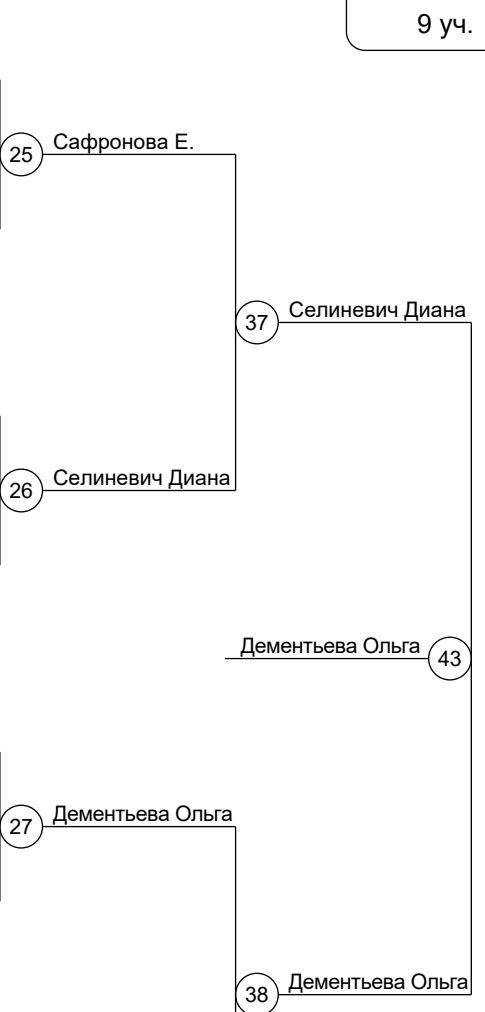 9 уч.
Сафронова Е.
25
Селиневич Диана
37
Селиневич Диана
26
Дементьева Ольга
43
Дементьева Ольга
27
Дементьева Ольга
38